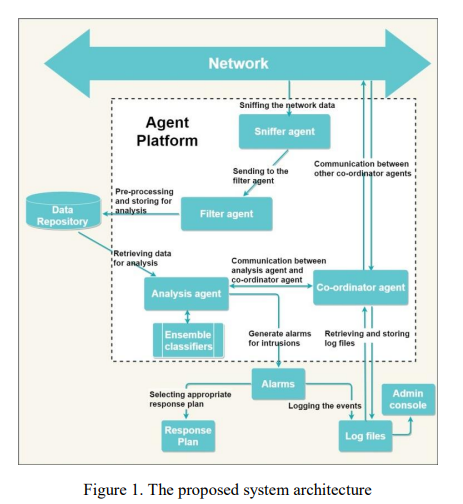 Network
Sniffing the network data
Agent
Platform
Sniffer agent
Sending to the
filter agent
Communication between
other co-ordinator agents
Pre-processing
and storing for
analysis
Data
Repository
Filter agent
Retrieving data
for analysis
Communication between
analysis agent and
co-ordinator agent
Analysis agent
Co-ordinator agent
Ensemble
classifiers
Generate alarms
for intrusions
Retrieving and storing
log files
Alarms
Selecting appropriate
response plan
Logging the events
Admin
console
Response
Plan
Log files
Figure 1. The proposed system architecture